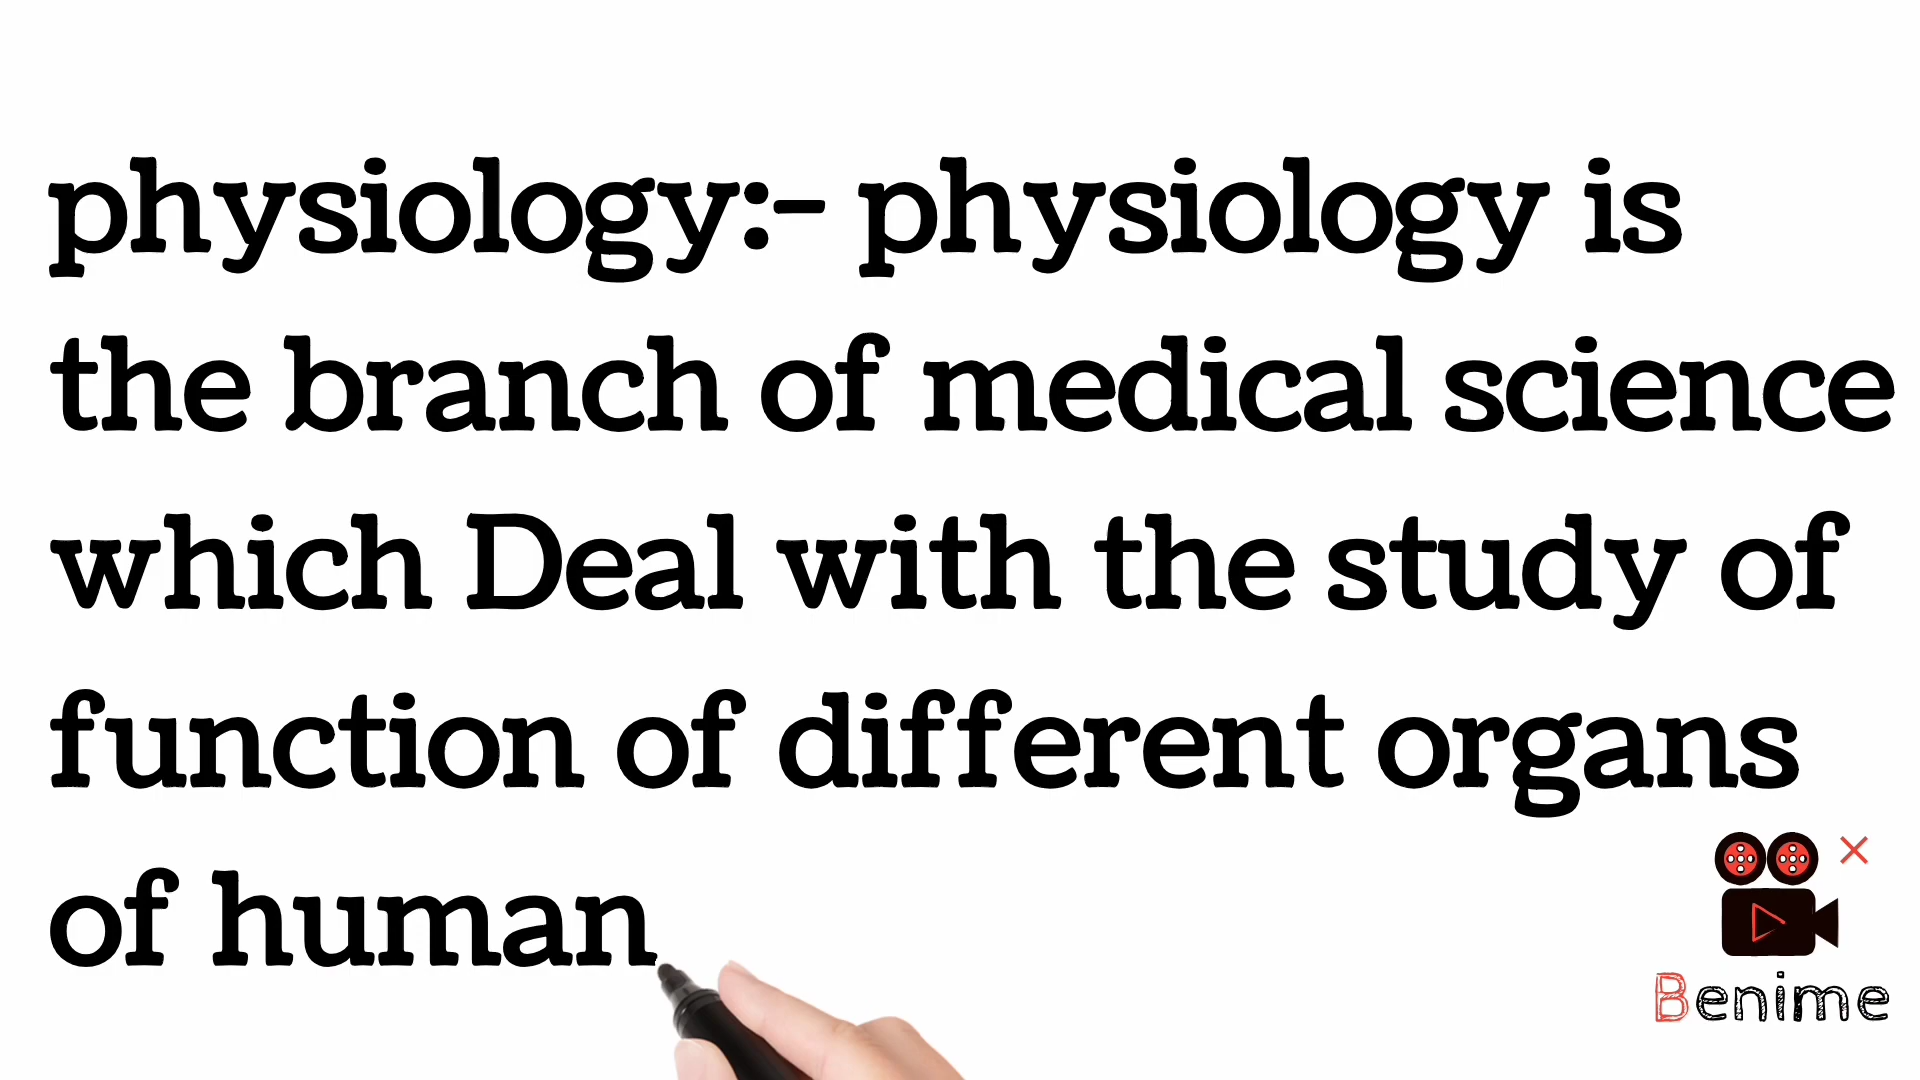 physiology:- physiology is
the branch of medical science
which Deal with the study of
function of different organs
of human
Benime